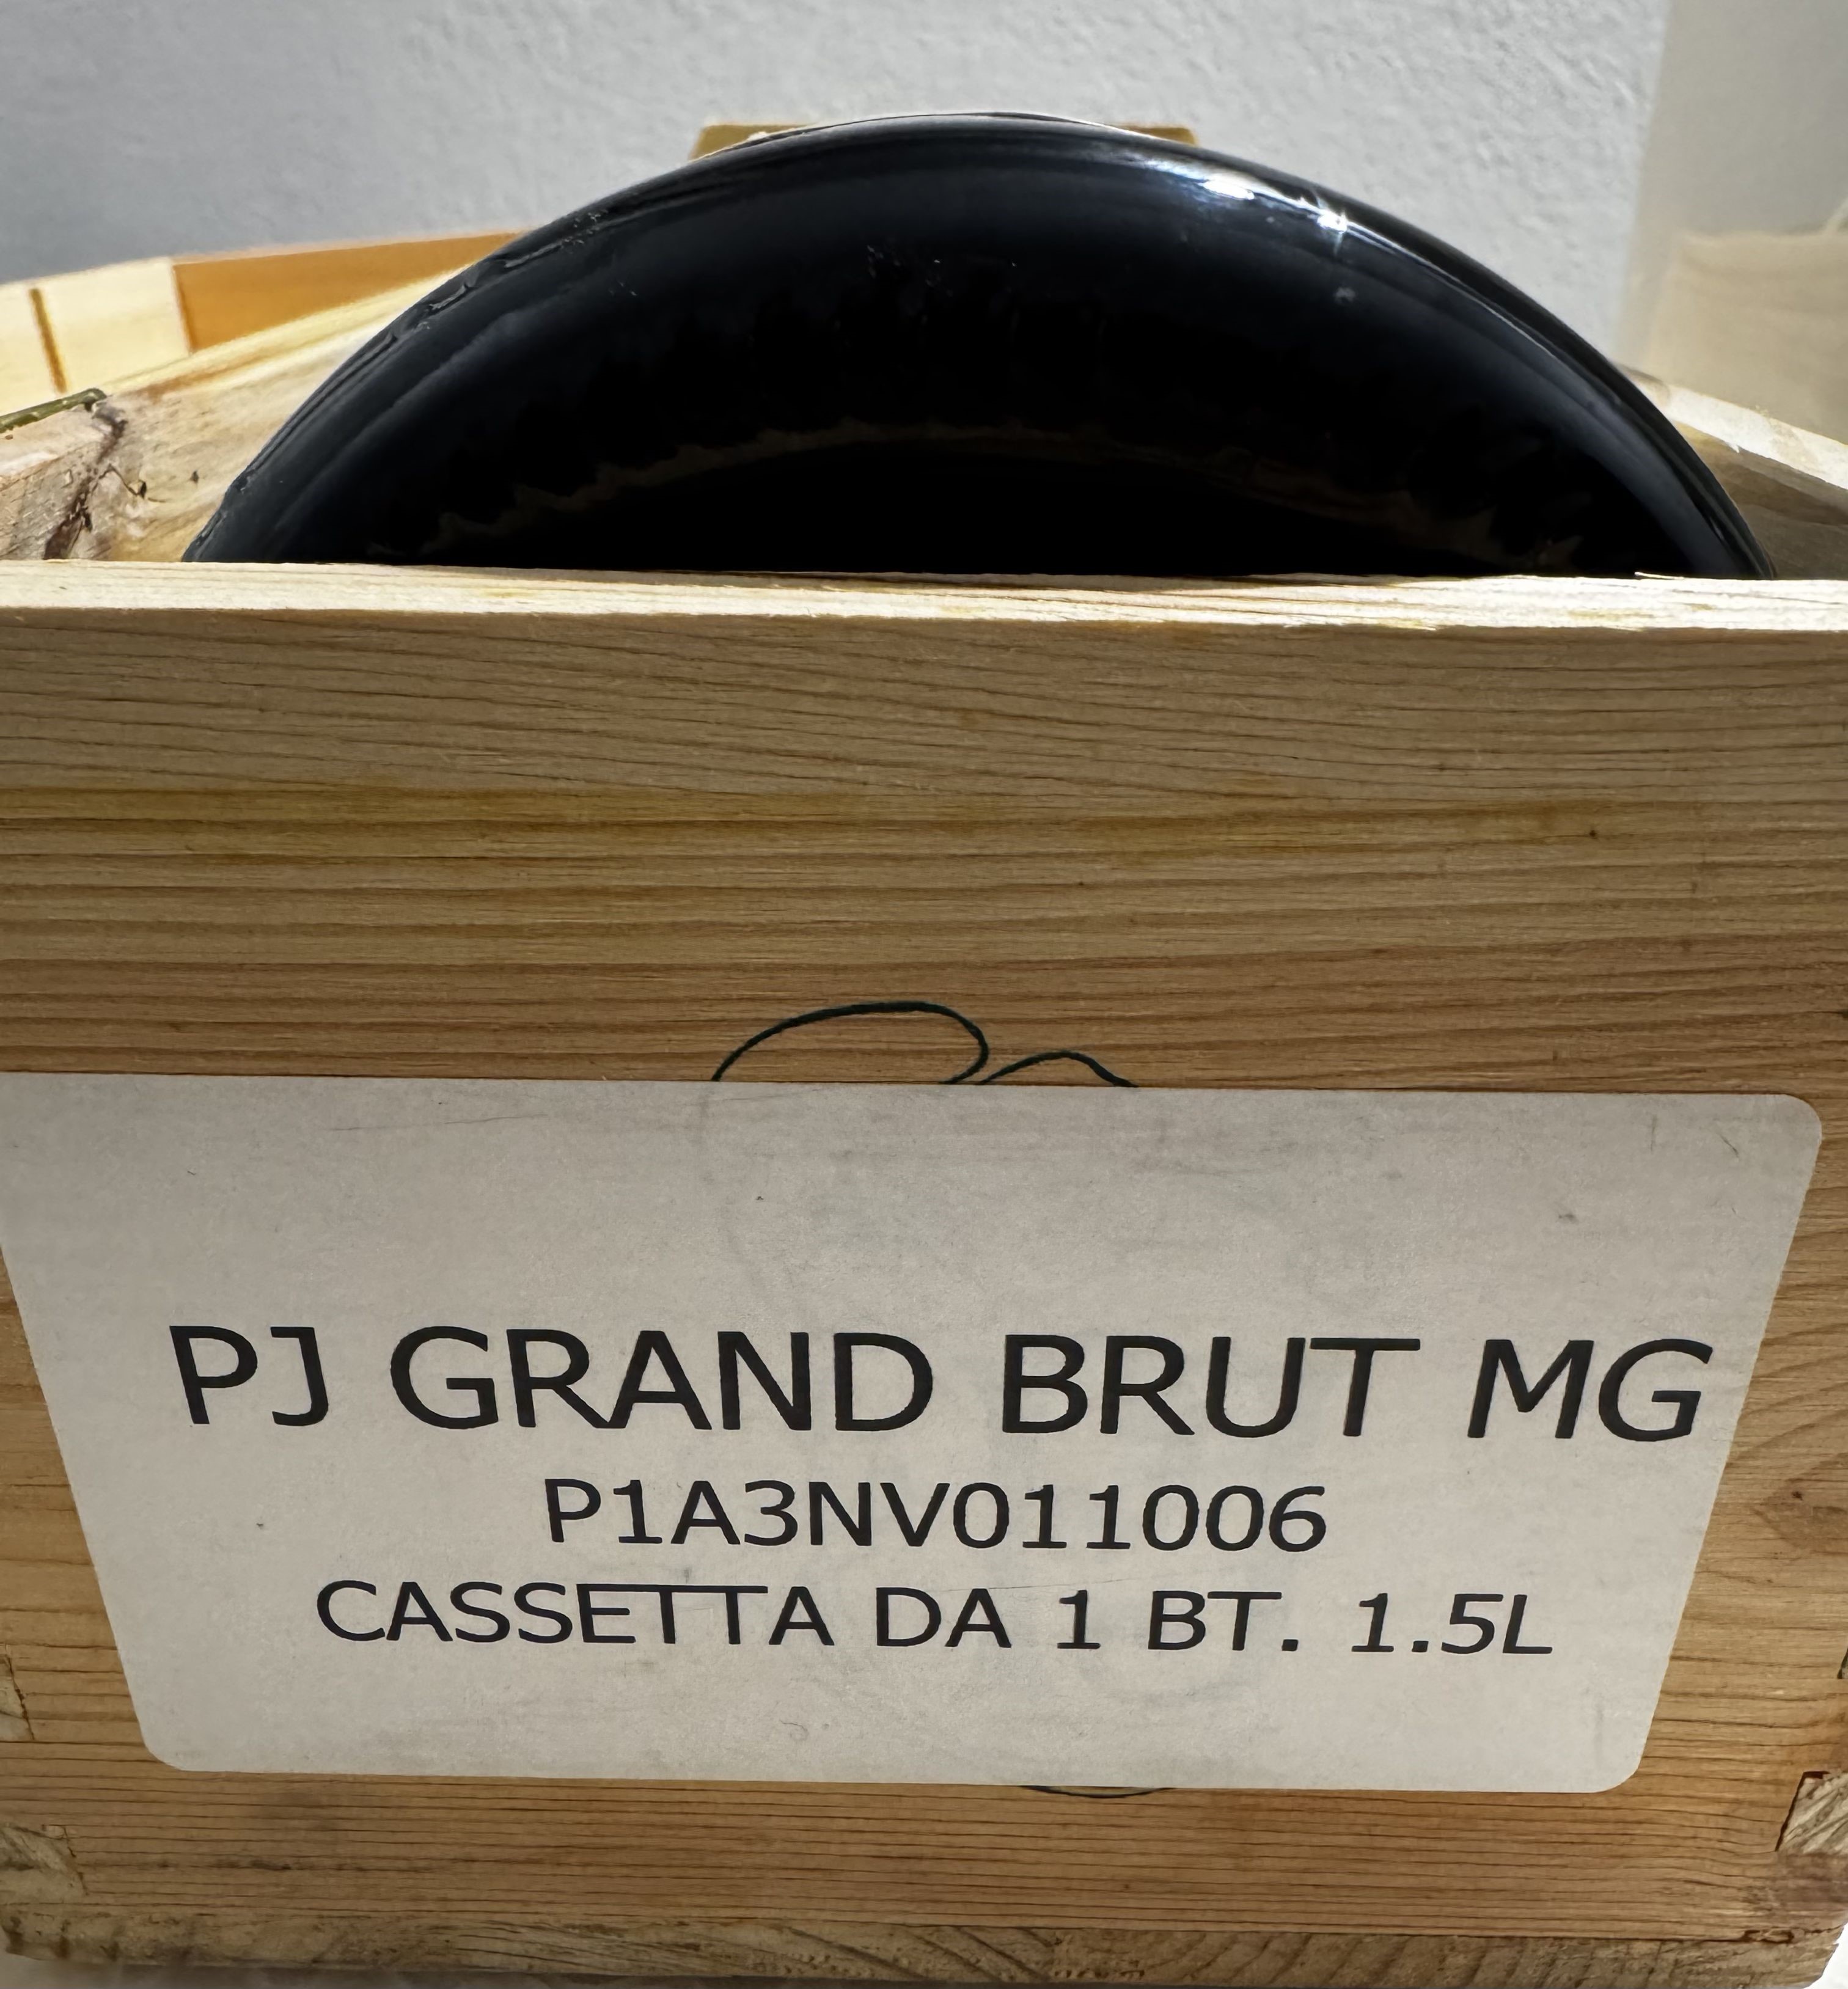 PJ GRAND BRUT MG
P1A3NV011006
CASSETTA DA 1 BT. 1.5L